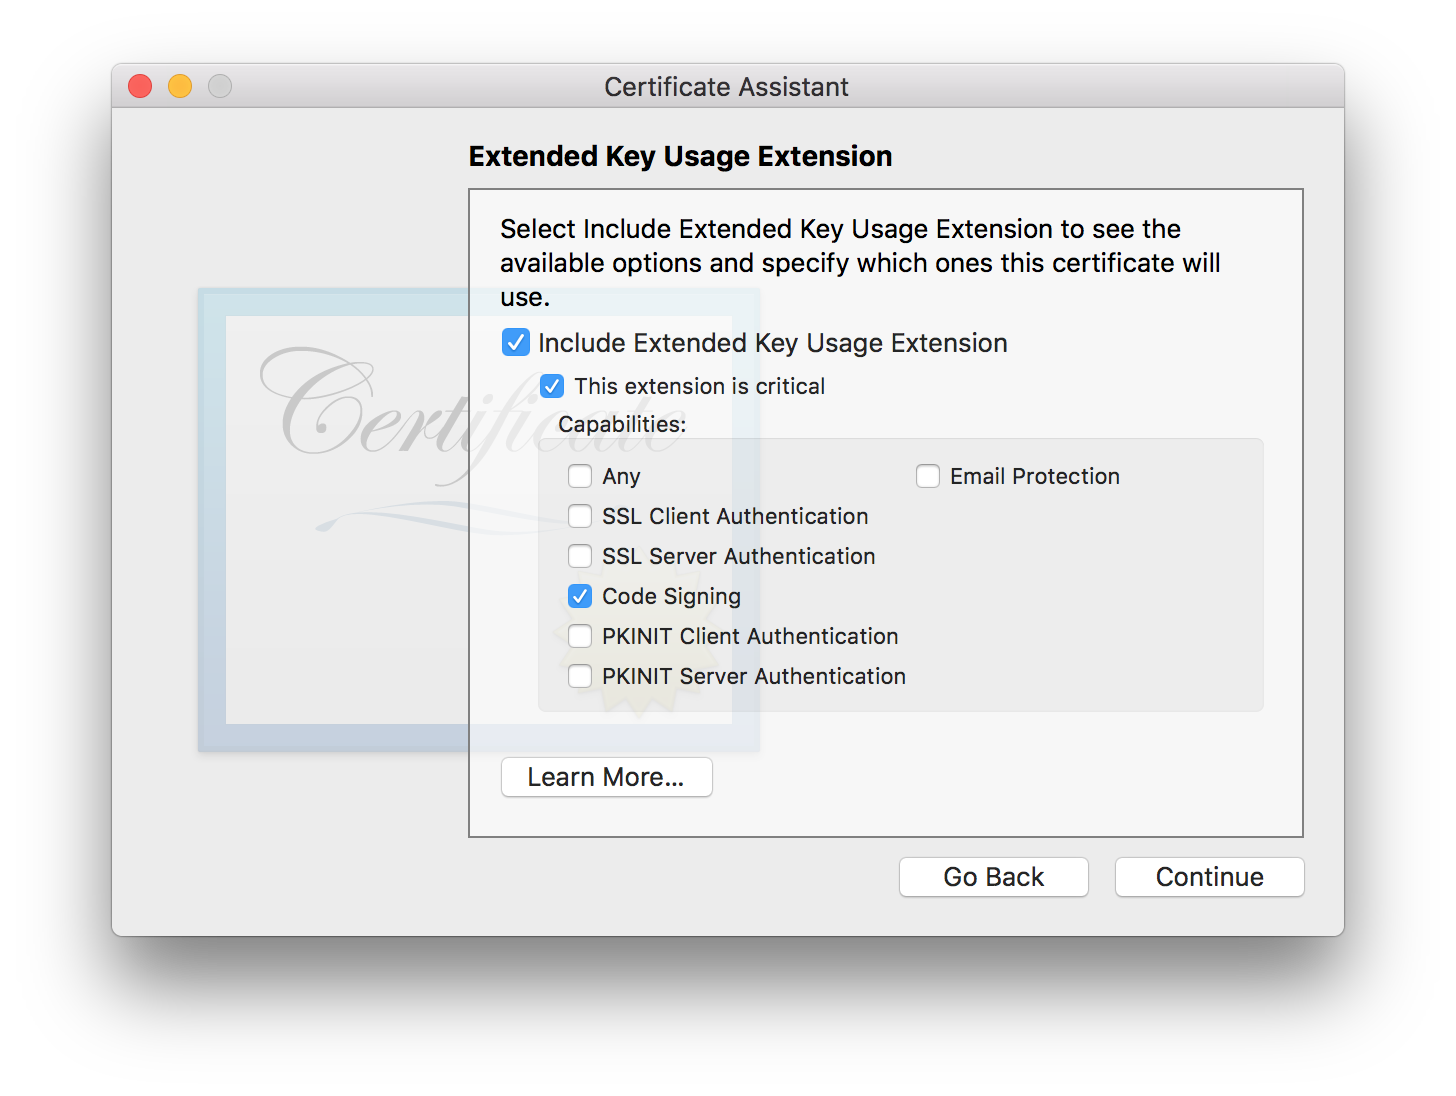 Certificate Assistant
Extended Key Usage Extension
Select Include Extended Key Usage Extension to see the
available options and specify which ones this certificate will
use.
Include Extended Key Usage Extension
This extension is critical
Certificate
Capabilities:
Any
Email Protection
SSL Client Authentication
SSL Server Authentication
Code Signing
PKINIT Client Authentication
PKINIT Server Authentication
Learn More...
Go Back
Continue